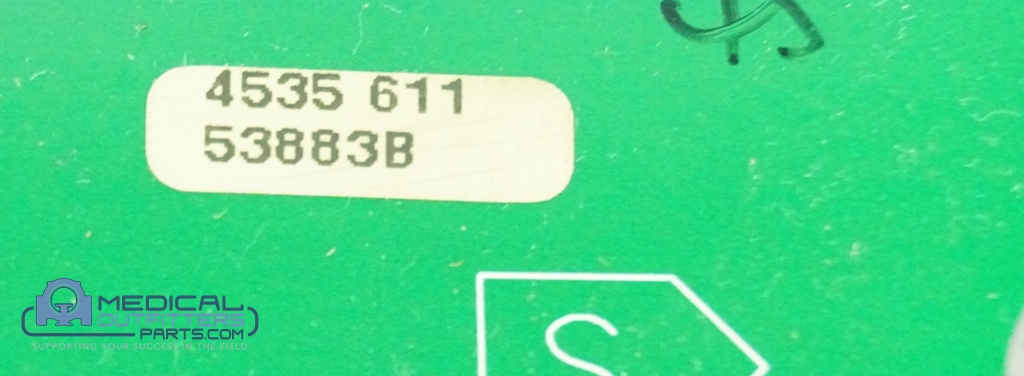 4535 611
53883B
S
MEDICAL
OUTFITTERS
PARTS.COM
SUPPORTING YOUR SUCCESS IN THE FIELD